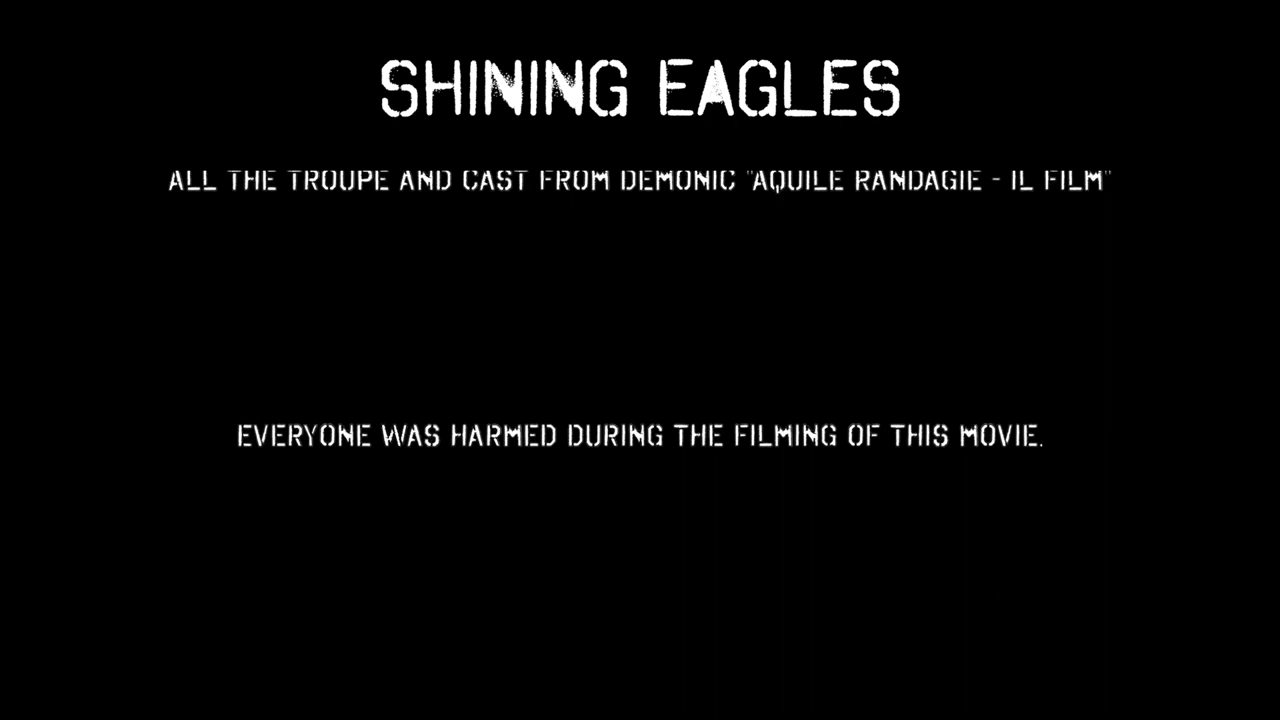 SHINING EAGLES
ALL THE TROUPE AND CAST FROM DEMONIC "AQUILE RANDAGIE - IL FILM"
EVERYONE WAS HARMED DURING THE FILMING OF THIS MOVIE.